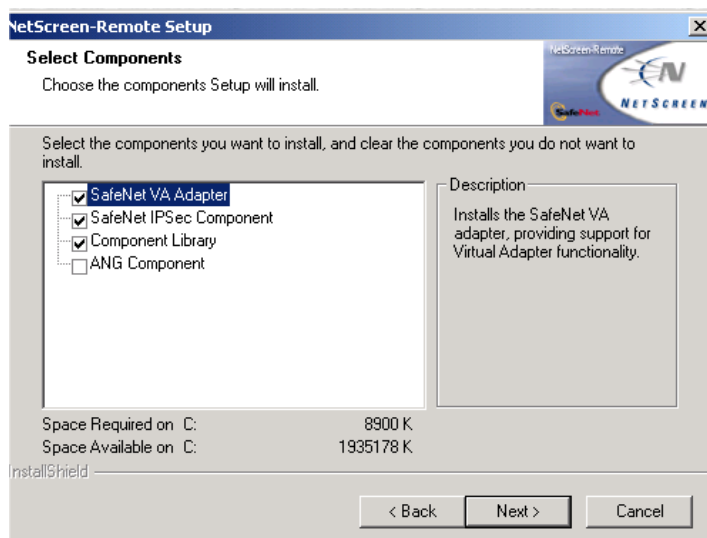 NetScreen-Remote Setup
Select Components
Choose the components Setup will install.
NetScreen-Remote
NETSCREEN
SafeNet
Select the components you want to install, and clear the components you do not want to
install.
SafeNet VA Adapter
SafeNet IPSec Component
Component Library
ANG Component
Description
Installs the SafeNet VA
adapter, providing support for
Virtual Adapter functionality.
Space Required on C: 8900 K
Space Available on C: 1935178 K
InstallShield
< Back Next > Cancel